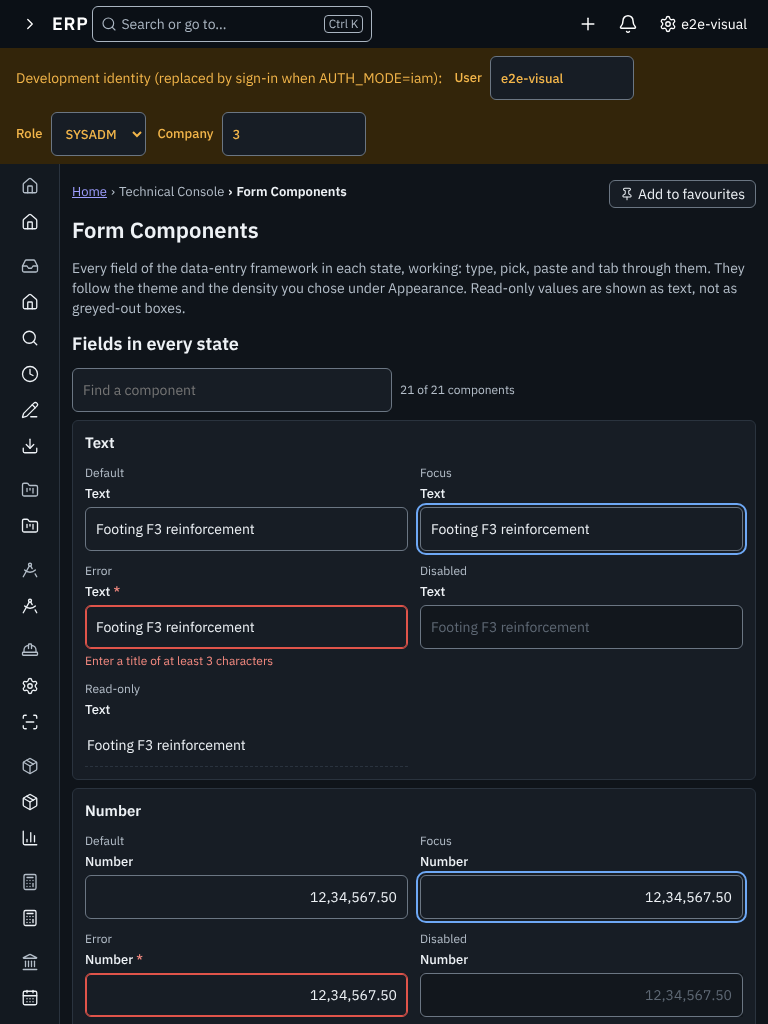 ERP
Search or go to...
Ctrl K
e2e-visual
Development identity (replaced by sign-in when AUTH_MODE=iam):
User
e2e-visual
Role
SYSADM
Company
3
Home › Technical Console › Form Components
Add to favourites
Form Components
Every field of the data-entry framework in each state, working: type, pick, paste and tab through them. They
follow the theme and the density you chose under Appearance. Read-only values are shown as text, not as
greyed-out boxes.
Fields in every state
Find a component
21 of 21 components
Text
Default
Focus
Text
Text
Footing F3 reinforcement
Footing F3 reinforcement
Error
Disabled
Text *
Text
Footing F3 reinforcement
Footing F3 reinforcement
Enter a title of at least 3 characters
Read-only
Text
Footing F3 reinforcement
Number
Default
Focus
Number
Number
12,34,567.50
12,34,567.50
Error
Disabled
Number *
Number
12,34,567.50
12,34,567.50